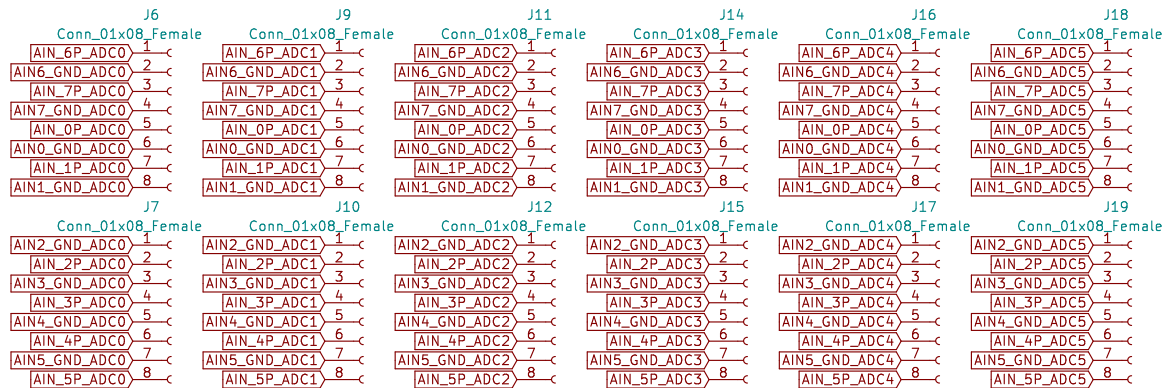 J6 J9 J11 J14 J16 J18
Conn_01x08_Female Conn_01x08_Female Conn_01x08_Female Conn_01x08_Female Conn_01x08_Female Conn_01x08_Female
AIN_6P_ADC0 1 AIN_6P_ADC1 1 AIN_6P_ADC2 1 AIN_6P_ADC3 1 AIN_6P_ADC4 1 AIN_6P_ADC5 1
AIN6_GND_ADC0 2 AIN6_GND_ADC1 2 AIN6_GND_ADC2 2 AIN6_GND_ADC3 2 AIN6_GND_ADC4 2 AIN6_GND_ADC5 2
AIN_7P_ADC0 3 AIN_7P_ADC1 3 AIN_7P_ADC2 3 AIN_7P_ADC3 3 AIN_7P_ADC4 3 AIN_7P_ADC5 3
AIN7_GND_ADC0 4 AIN7_GND_ADC1 4 AIN7_GND_ADC2 4 AIN7_GND_ADC3 4 AIN7_GND_ADC4 4 AIN7_GND_ADC5 4
AIN_0P_ADC0 5 AIN_0P_ADC1 5 AIN_0P_ADC2 5 AIN_0P_ADC3 5 AIN_0P_ADC4 5 AIN_0P_ADC5 5
AIN0_GND_ADC0 6 AIN0_GND_ADC1 6 AIN0_GND_ADC2 6 AIN0_GND_ADC3 6 AIN0_GND_ADC4 6 AIN0_GND_ADC5 6
AIN_1P_ADC0 7 AIN_1P_ADC1 7 AIN_1P_ADC2 7 AIN_1P_ADC3 7 AIN_1P_ADC4 7 AIN_1P_ADC5 7
AIN1_GND_ADC0 8 AIN1_GND_ADC1 8 AIN1_GND_ADC2 8 AIN1_GND_ADC3 8 AIN1_GND_ADC4 8 AIN1_GND_ADC5 8
J7 J10 J12 J15 J17 J19
Conn_01x08_Female Conn_01x08_Female Conn_01x08_Female Conn_01x08_Female Conn_01x08_Female Conn_01x08_Female
AIN2_GND_ADC0 1 AIN2_GND_ADC1 1 AIN2_GND_ADC2 1 AIN2_GND_ADC3 1 AIN2_GND_ADC4 1 AIN2_GND_ADC5 1
AIN_2P_ADC0 2 AIN_2P_ADC1 2 AIN_2P_ADC2 2 AIN_2P_ADC3 2 AIN_2P_ADC4 2 AIN_2P_ADC5 2
AIN3_GND_ADC0 3 AIN3_GND_ADC1 3 AIN3_GND_ADC2 3 AIN3_GND_ADC3 3 AIN3_GND_ADC4 3 AIN3_GND_ADC5 3
AIN_3P_ADC0 4 AIN_3P_ADC1 4 AIN_3P_ADC2 4 AIN_3P_ADC3 4 AIN_3P_ADC4 4 AIN_3P_ADC5 4
AIN4_GND_ADC0 5 AIN4_GND_ADC1 5 AIN4_GND_ADC2 5 AIN4_GND_ADC3 5 AIN4_GND_ADC4 5 AIN4_GND_ADC5 5
AIN_4P_ADC0 6 AIN_4P_ADC1 6 AIN_4P_ADC2 6 AIN_4P_ADC3 6 AIN_4P_ADC4 6 AIN_4P_ADC5 6
AIN5_GND_ADC0 7 AIN5_GND_ADC1 7 AIN5_GND_ADC2 7 AIN5_GND_ADC3 7 AIN5_GND_ADC4 7 AIN5_GND_ADC5 7
AIN_5P_ADC0 8 AIN_5P_ADC1 8 AIN_5P_ADC2 8 AIN_5P_ADC3 8 AIN_5P_ADC4 8 AIN_5P_ADC5 8